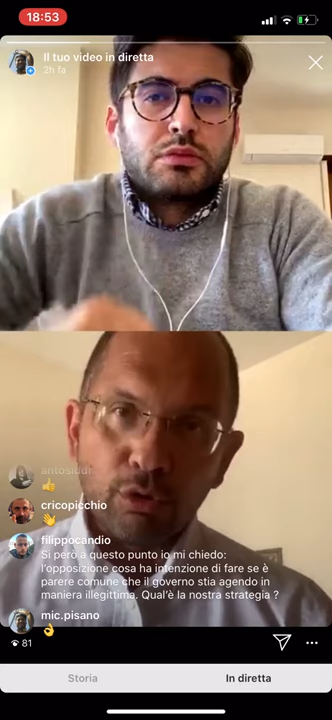 18:53
Il tuo video in diretta
2h fa
antosiddi
👍
cricopicchio
👋
filippocandio
Si però a questo punto io mi chiedo:
l'opposizione cosa ha intenzione di fare se è
parere comune che il governo stia agendo in
maniera illegittima. Qual'è la nostra strategia ?
mic.pisano
👌
81
Storia
In diretta